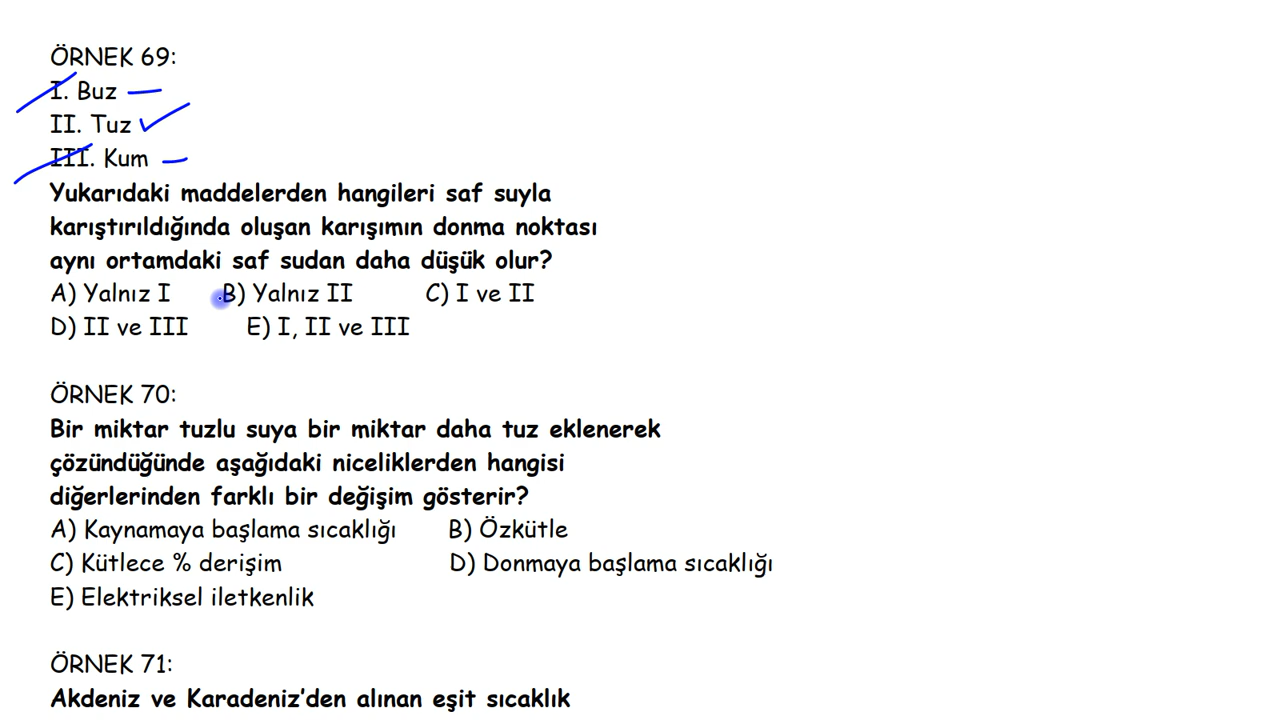 ÖRNEK 69:
I. Buz
II. Tuz
III. Kum
Yukarıdaki maddelerden hangileri saf suyla
karıştırıldığında oluşan karışımın donma noktası
aynı ortamdaki saf sudan daha düşük olur?
A) Yalnız I B) Yalnız II C) I ve II
D) II ve III E) I, II ve III
ÖRNEK 70:
Bir miktar tuzlu suya bir miktar daha tuz eklenerek
çözündüğünde aşağıdaki niceliklerden hangisi
diğerlerinden farklı bir değişim gösterir?
A) Kaynamaya başlama sıcaklığı B) Özkütle
C) Kütlece % derişim D) Donmaya başlama sıcaklığı
E) Elektriksel iletkenlik
ÖRNEK 71:
Akdeniz ve Karadeniz’den alınan eşit sıcaklık